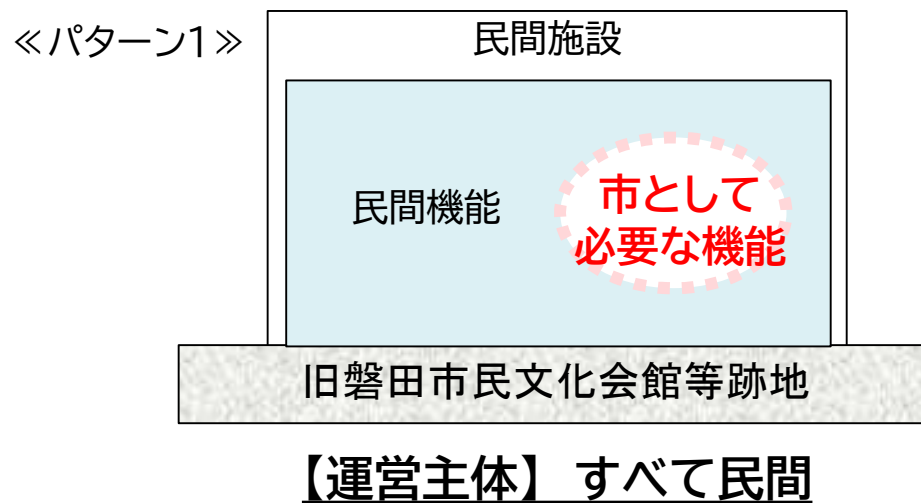 ≪パターン1≫
民間施設
民間機能
市として
必要な機能
旧磐田市民文化会館等跡地
【運営主体】 すべて民間